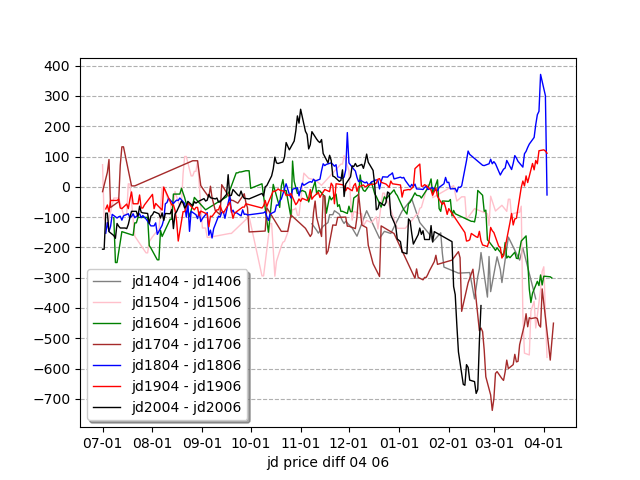 400
300
200
100
0
−100
−200
−300
−400
−500
−600
−700
jd1404 - jd1406
jd1504 - jd1506
jd1604 - jd1606
jd1704 - jd1706
jd1804 - jd1806
jd1904 - jd1906
jd2004 - jd2006
07-01 08-01 09-01 10-01 11-01 12-01 01-01 02-01 03-01 04-01
jd price diff 04 06